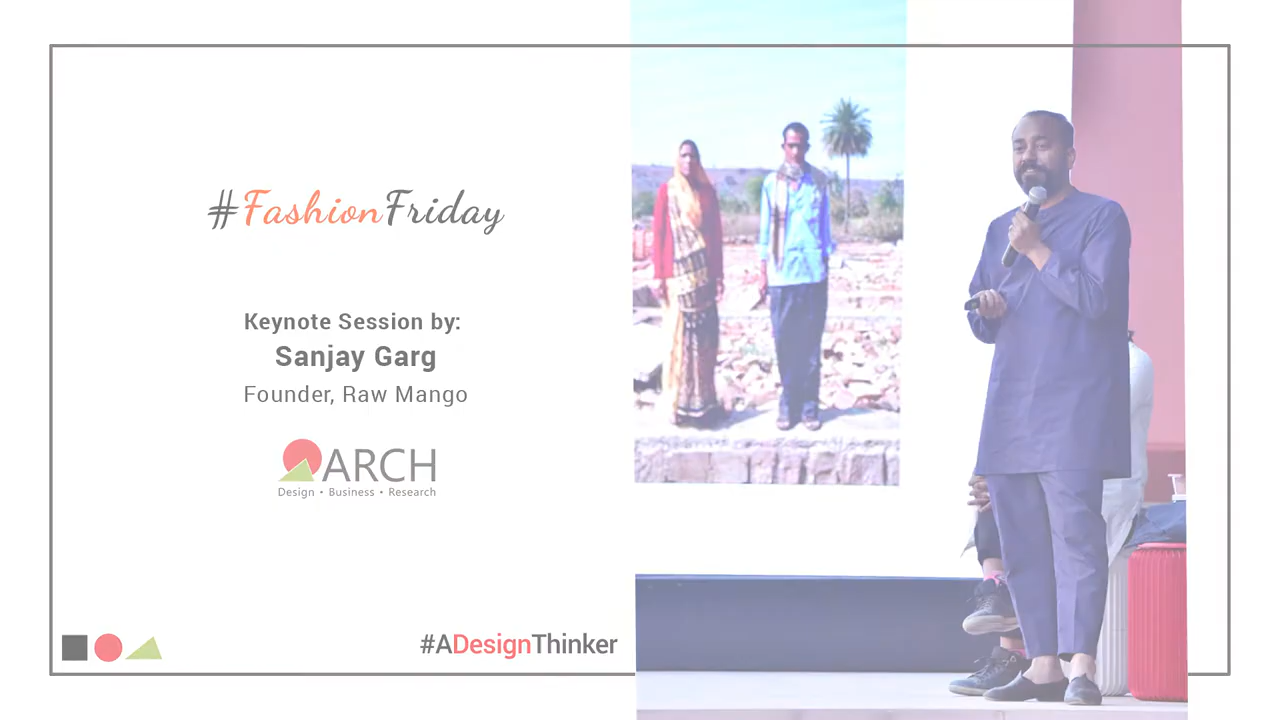 #FashionFriday
Keynote Session by:
Sanjay Garg
Founder, Raw Mango
ARCH
Design • Business • Research
#ADesignThinker